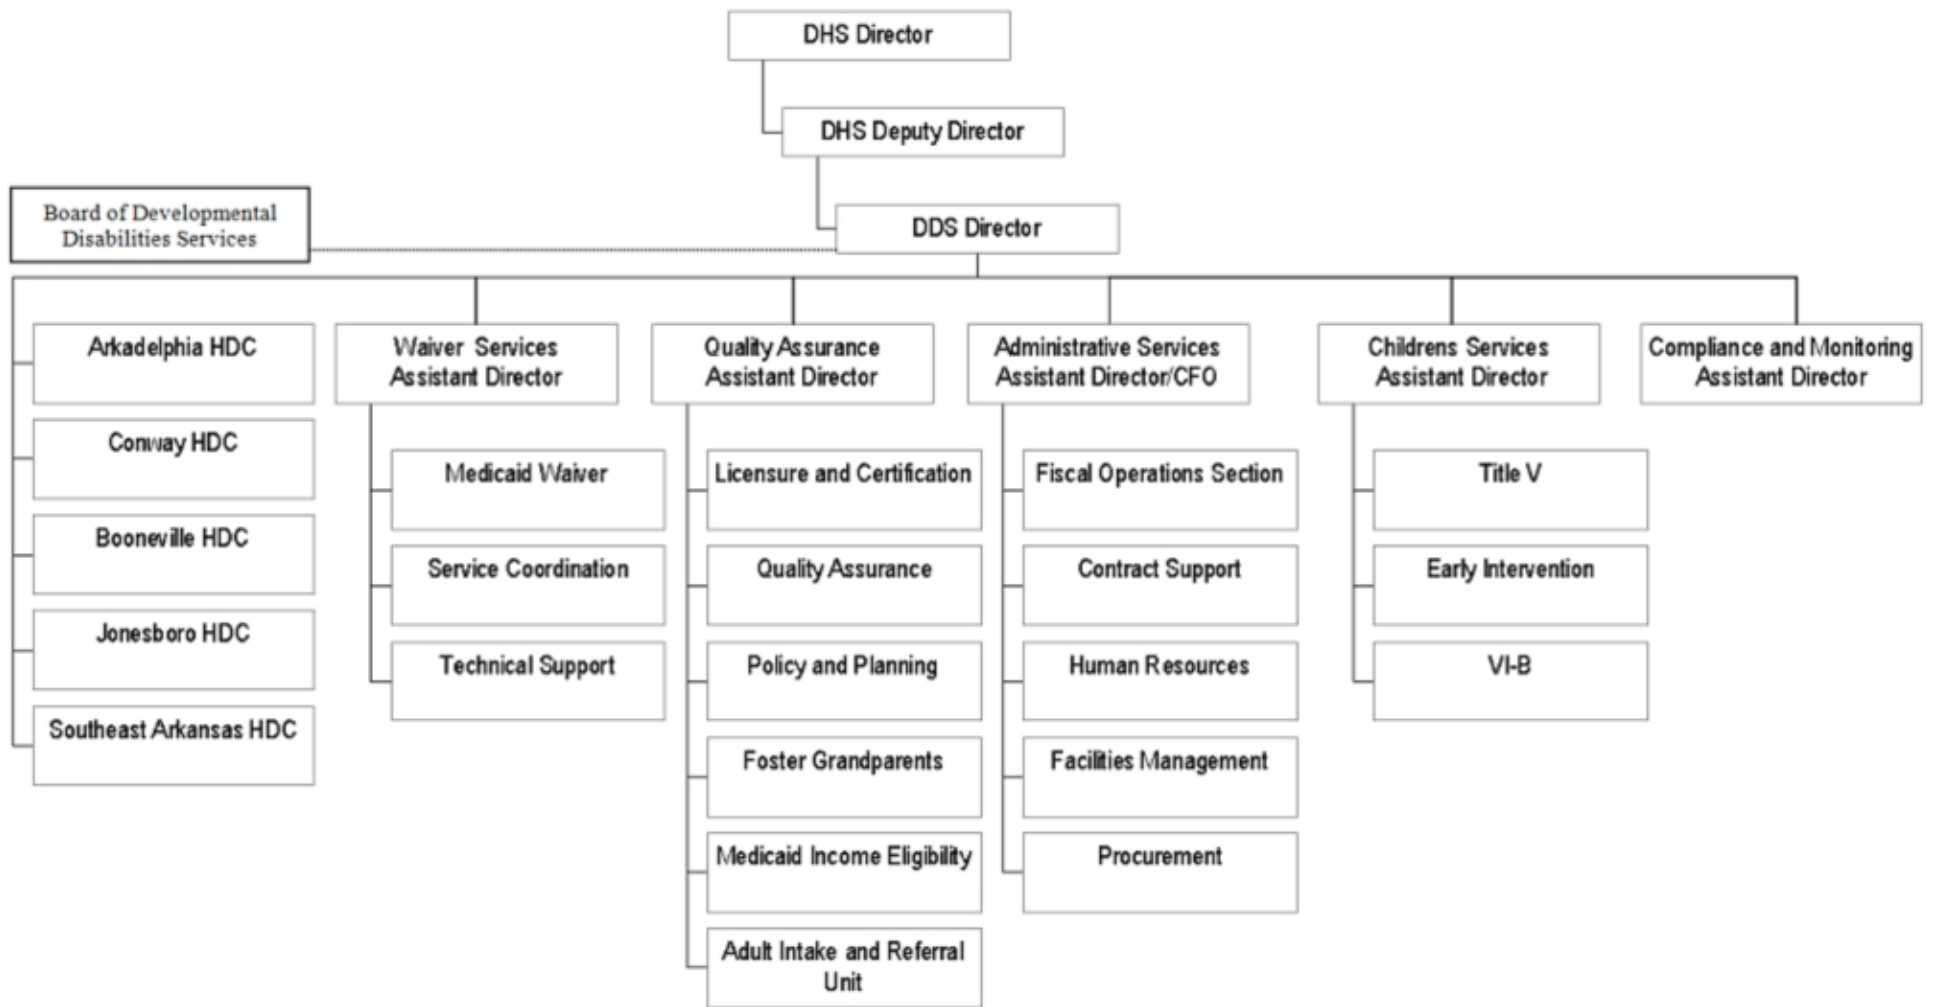 DHS Director
DHS Deputy Director
Board of Developmental
Disabilities Services
DDS Director
Arkadelphia HDC
Conway HDC
Booneville HDC
Jonesboro HDC
Southeast Arkansas HDC
Waiver Services
Assistant Director
Medicaid Waiver
Service Coordination
Technical Support
Quality Assurance
Assistant Director
Licensure and Certification
Quality Assurance
Policy and Planning
Foster Grandparents
Medicaid Income Eligibility
Adult Intake and Referral
Unit
Administrative Services
Assistant Director/CFO
Fiscal Operations Section
Contract Support
Human Resources
Facilities Management
Procurement
Childrens Services
Assistant Director
Title V
Early Intervention
VI-B
Compliance and Monitoring
Assistant Director